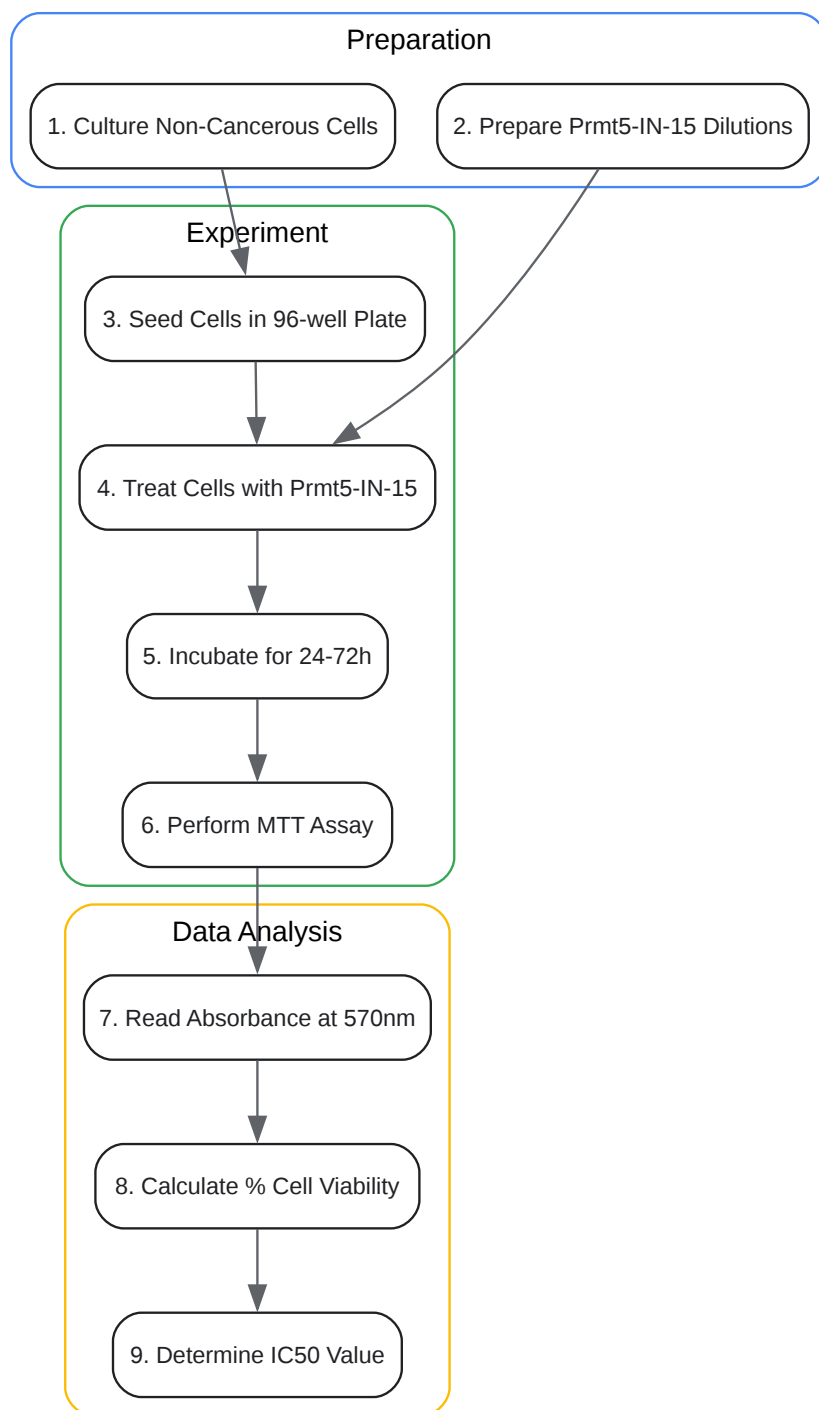 Preparation
1. Culture Non-Cancerous Cells
2. Prepare Prmt5-IN-15 Dilutions
Experiment
3. Seed Cells in 96-well Plate
4. Treat Cells with Prmt5-IN-15
5. Incubate for 24-72h
6. Perform MTT Assay
Data Analysis
7. Read Absorbance at 570nm
8. Calculate % Cell Viability
9. Determine IC50 Value